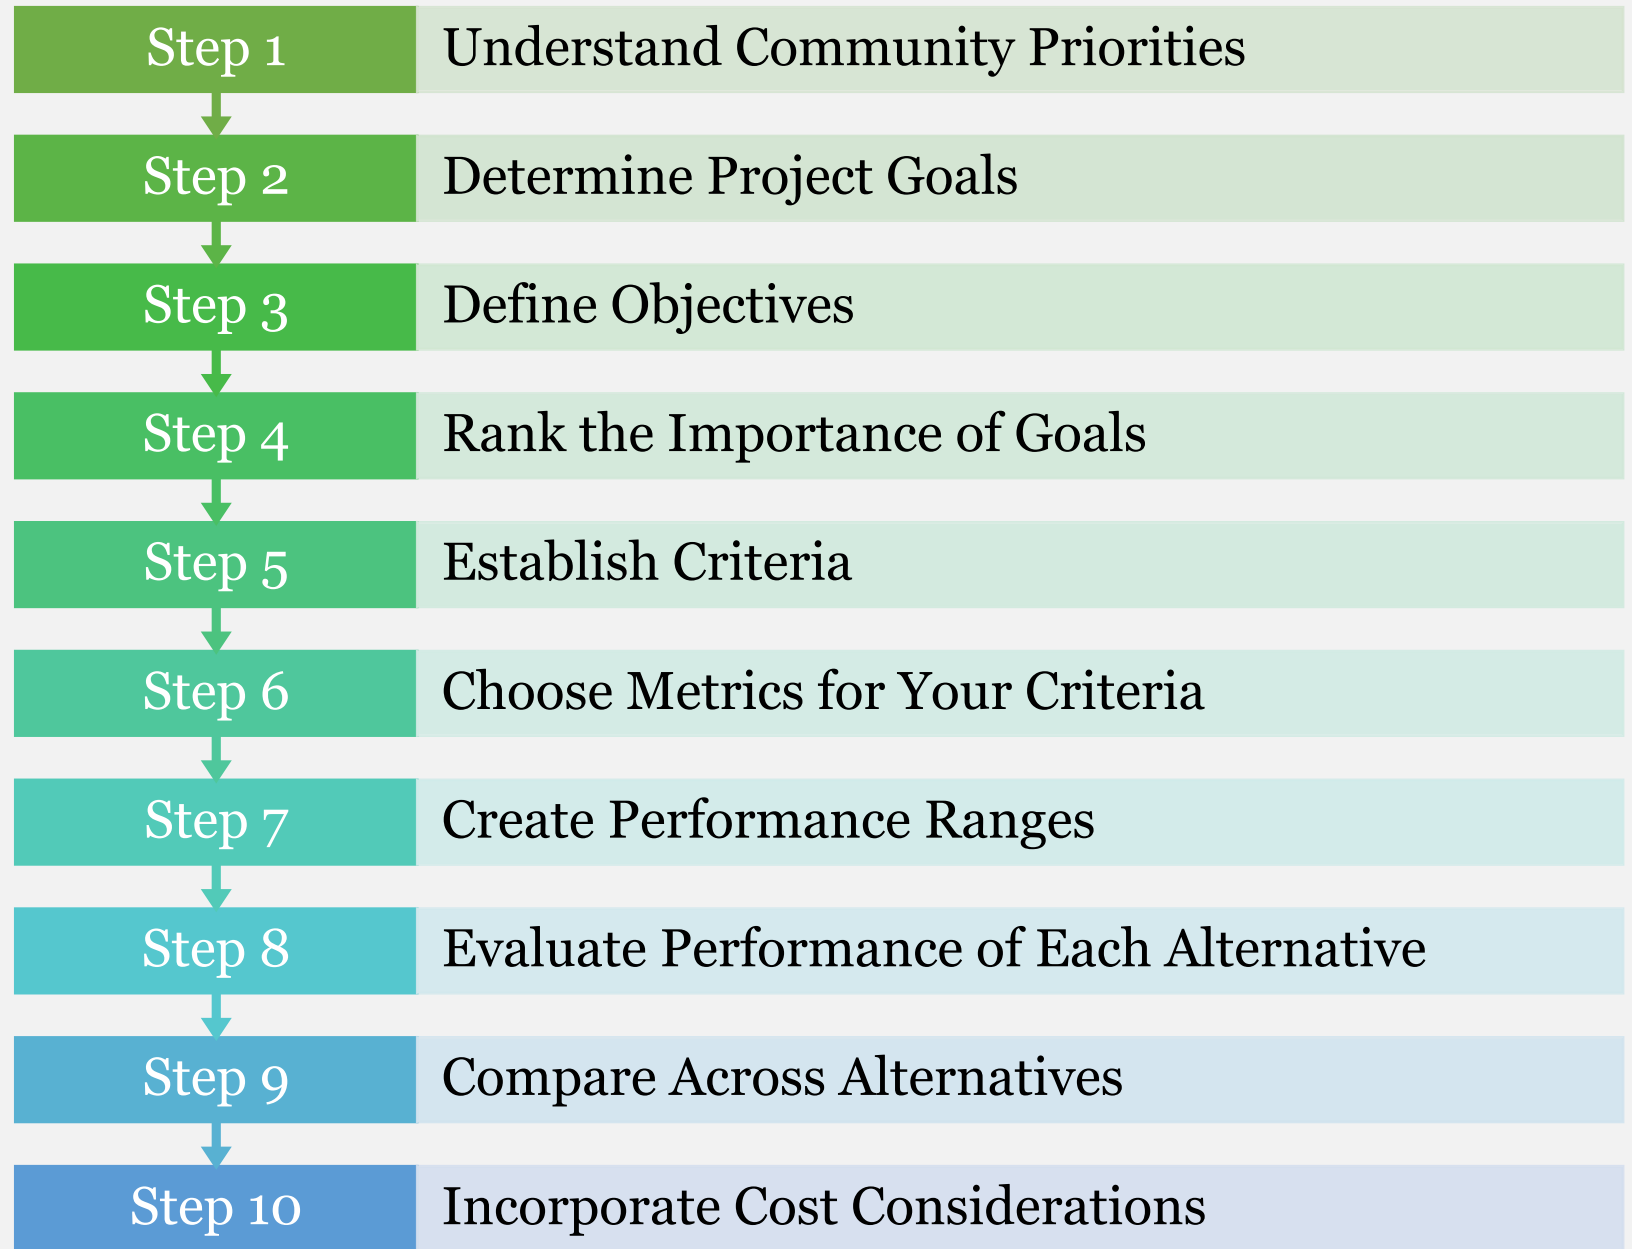 Step 1 Understand Community Priorities
Step 2 Determine Project Goals
Step 3 Define Objectives
Step 4 Rank the Importance of Goals
Step 5 Establish Criteria
Step 6 Choose Metrics for Your Criteria
Step 7 Create Performance Ranges
Step 8 Evaluate Performance of Each Alternative
Step 9 Compare Across Alternatives
Step 10 Incorporate Cost Considerations